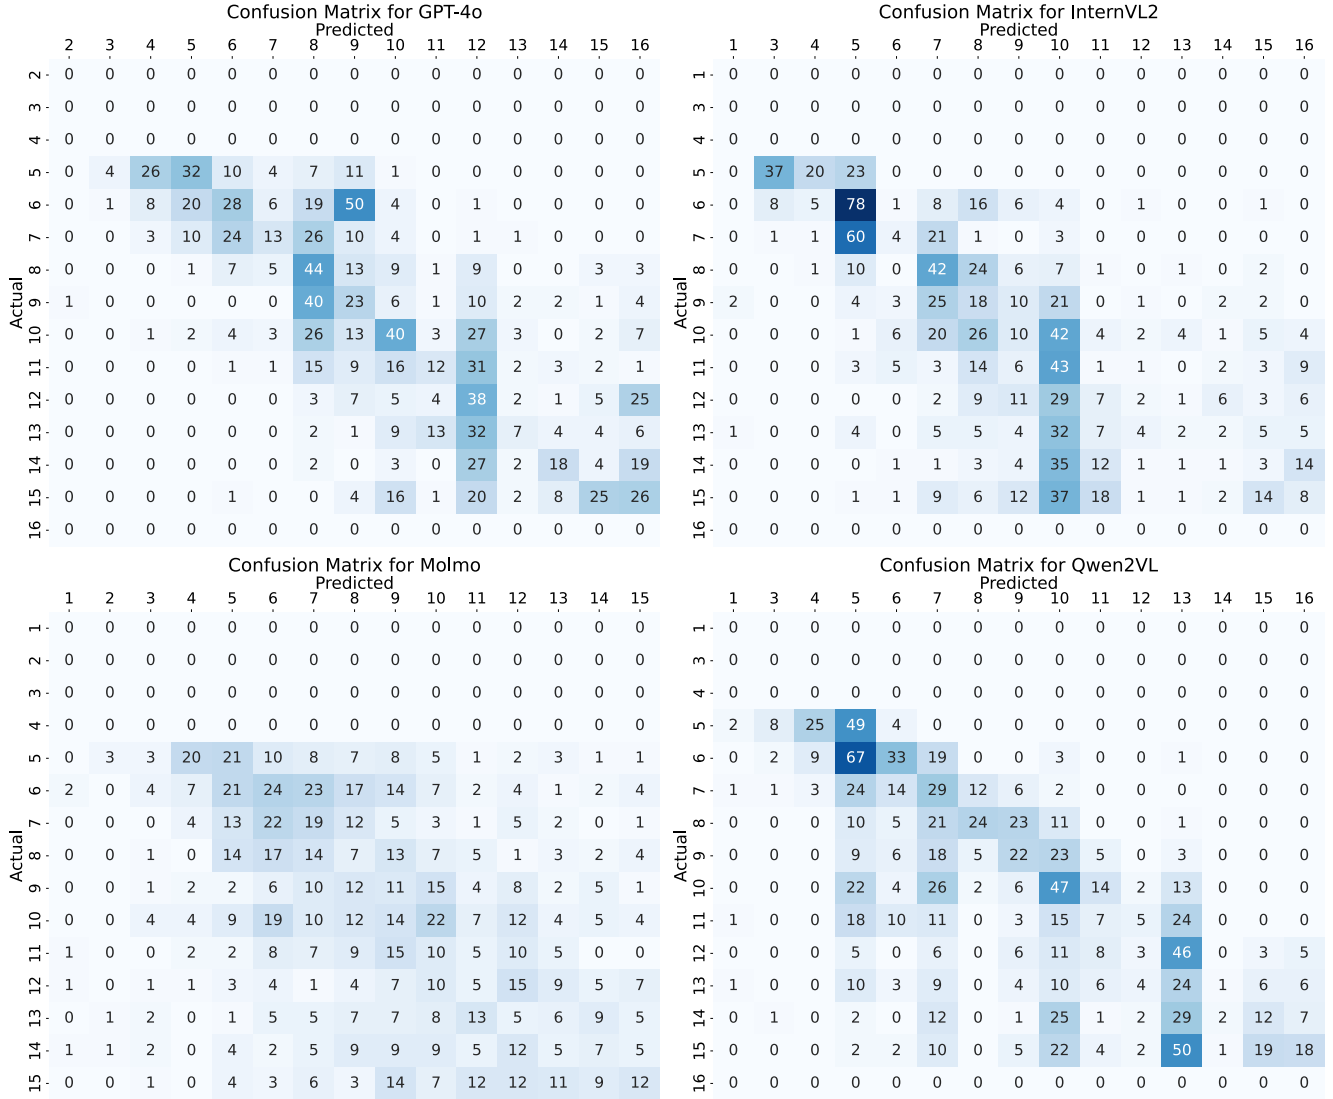 Confusion Matrix for GPT-4o
Predicted
2 3 4 5 6 7 8 9 10 11 12 13 14 15 16
Actual
2 0 0 0 0 0 0 0 0 0 0 0 0 0 0 0
3 0 0 0 0 0 0 0 0 0 0 0 0 0 0 0
4 0 0 0 0 0 0 0 0 0 0 0 0 0 0 0
5 0 4 26 32 10 4 7 11 1 0 0 0 0 0 0
6 0 1 8 20 28 6 19 50 4 0 1 0 0 0 0
7 0 0 3 10 24 13 26 10 4 0 1 1 0 0 0
8 0 0 0 1 7 5 44 13 9 1 9 0 0 3 3
9 1 0 0 0 0 0 40 23 6 1 10 2 2 1 4
10 0 0 1 2 4 3 26 13 40 3 27 3 0 2 7
11 0 0 0 0 1 1 15 9 16 12 31 2 3 2 1
12 0 0 0 0 0 0 3 7 5 4 38 2 1 5 25
13 0 0 0 0 0 0 2 1 9 13 32 7 4 4 6
14 0 0 0 0 0 0 2 0 3 0 27 2 18 4 19
15 0 0 0 0 1 0 0 4 16 1 20 2 8 25 26
16 0 0 0 0 0 0 0 0 0 0 0 0 0 0 0
Confusion Matrix for InternVL2
Predicted
1 3 4 5 6 7 8 9 10 11 12 13 14 15 16
Actual
1 0 0 0 0 0 0 0 0 0 0 0 0 0 0 0
3 0 0 0 0 0 0 0 0 0 0 0 0 0 0 0
4 0 0 0 0 0 0 0 0 0 0 0 0 0 0 0
5 0 37 20 23 0 0 0 0 0 0 0 0 0 0 0
6 0 8 5 78 1 8 16 6 4 0 1 0 0 1 0
7 0 1 1 60 4 21 1 0 3 0 0 0 0 0 0
8 0 0 1 10 0 42 24 6 7 1 0 1 0 2 0
9 2 0 0 4 3 25 18 10 21 0 1 0 2 2 0
10 0 0 0 1 6 20 26 10 42 4 2 4 1 5 4
11 0 0 0 3 5 3 14 6 43 1 1 0 2 3 9
12 0 0 0 0 0 2 9 11 29 7 2 1 6 3 6
13 1 0 0 4 0 5 5 4 32 7 4 2 2 5 5
14 0 0 0 0 1 1 3 4 35 12 1 1 1 3 14
15 0 0 0 1 1 9 6 12 37 18 1 1 2 14 8
16 0 0 0 0 0 0 0 0 0 0 0 0 0 0 0
Confusion Matrix for Molmo
Predicted
1 2 3 4 5 6 7 8 9 10 11 12 13 14 15
Actual
1 0 0 0 0 0 0 0 0 0 0 0 0 0 0 0
2 0 0 0 0 0 0 0 0 0 0 0 0 0 0 0
3 0 0 0 0 0 0 0 0 0 0 0 0 0 0 0
4 0 0 0 0 0 0 0 0 0 0 0 0 0 0 0
5 0 3 3 20 21 10 8 7 8 5 1 2 3 1 1
6 2 0 4 7 21 24 23 17 14 7 2 4 1 2 4
7 0 0 0 4 13 22 19 12 5 3 1 5 2 0 1
8 0 0 1 0 14 17 14 7 13 7 5 1 3 2 4
9 0 0 1 2 2 6 10 12 11 15 4 8 2 5 1
10 0 0 4 4 9 19 10 12 14 22 7 12 4 5 4
11 1 0 0 2 2 8 7 9 15 10 5 10 5 0 0
12 1 0 1 1 3 4 1 4 7 10 5 15 9 5 7
13 0 1 2 0 1 5 5 7 7 8 13 5 6 9 5
14 1 1 2 0 4 2 5 9 9 9 5 12 5 7 5
15 0 0 1 0 4 3 6 3 14 7 12 12 11 9 12
Confusion Matrix for Qwen2VL
Predicted
1 3 4 5 6 7 8 9 10 11 12 13 14 15 16
Actual
1 0 0 0 0 0 0 0 0 0 0 0 0 0 0 0
3 0 0 0 0 0 0 0 0 0 0 0 0 0 0 0
4 0 0 0 0 0 0 0 0 0 0 0 0 0 0 0
5 2 8 25 49 4 0 0 0 0 0 0 0 0 0 0
6 0 2 9 67 33 19 0 0 3 0 0 1 0 0 0
7 1 1 3 24 14 29 12 6 2 0 0 0 0 0 0
8 0 0 0 10 5 21 24 23 11 0 0 1 0 0 0
9 0 0 0 9 6 18 5 22 23 5 0 3 0 0 0
10 0 0 0 22 4 26 2 6 47 14 2 13 0 0 0
11 1 0 0 18 10 11 0 3 15 7 5 24 0 0 0
12 0 0 0 5 0 6 0 6 11 8 3 46 0 3 5
13 1 0 0 10 3 9 0 4 10 6 4 24 1 6 6
14 0 1 0 2 0 12 0 1 25 1 2 29 2 12 7
15 0 0 0 2 2 10 0 5 22 4 2 50 1 19 18
16 0 0 0 0 0 0 0 0 0 0 0 0 0 0 0